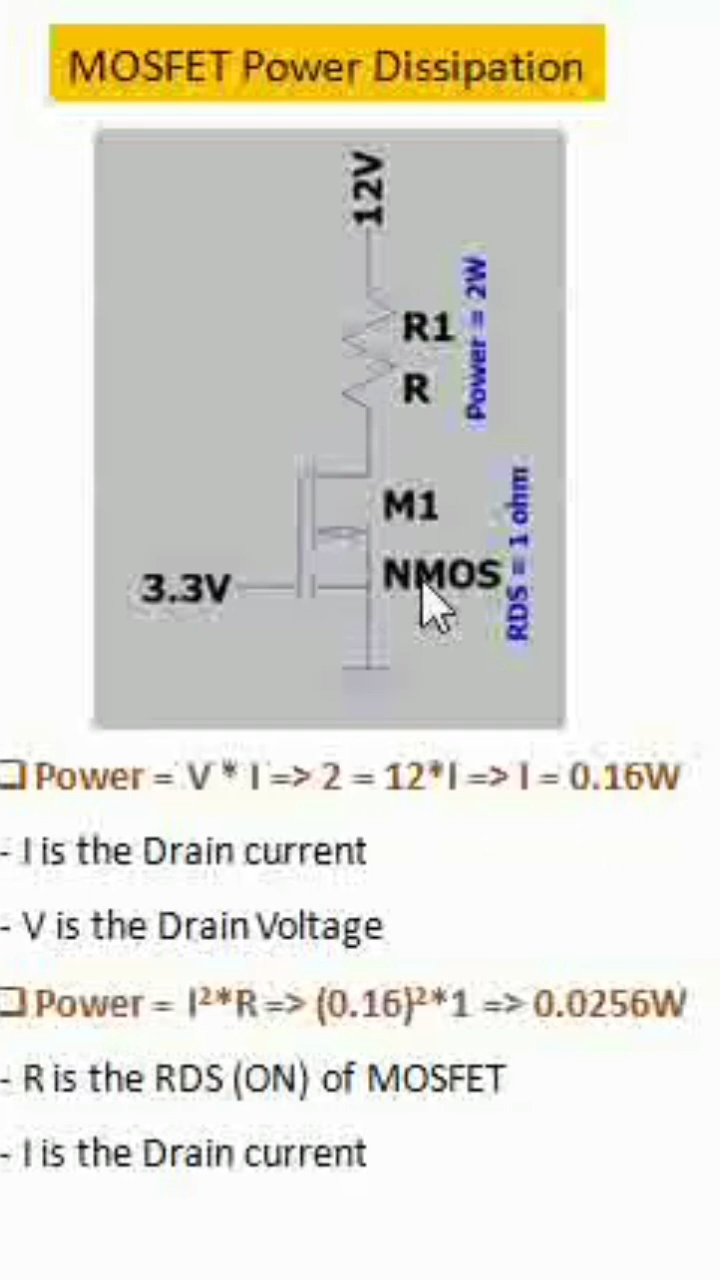 MOSFET Power Dissipation
12V
R1
Power = 2W
R
M1
RDS = 1 ohm
NMOS
3.3V
❑ Power = V * I => 2 = 12*I => I = 0.16W
- I is the Drain current
- V is the Drain Voltage
❑ Power = I²*R => (0.16)²*1 => 0.0256W
- R is the RDS (ON) of MOSFET
- I is the Drain current